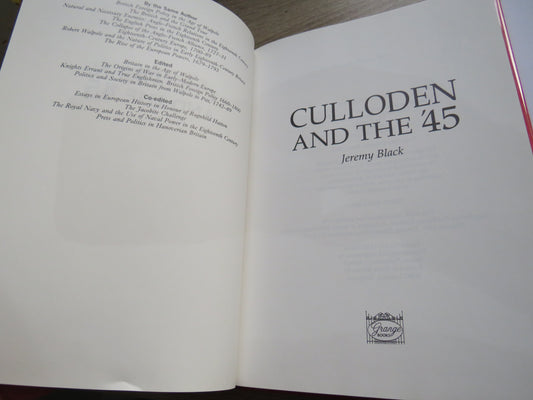 By the Same Author
British Foreign Policy in the Age of Walpole
The British and the Grand Tour
Natural and Necessary Enemies: Anglo-French Relations in the Eighteenth Century
The English Press in the Eighteenth Century
The Collapse of the Anglo-French Alliance, 1727–31
Eighteenth-Century Europe, 1700–89
Robert Walpole and the Nature of Politics in Early Eighteenth-Century Britain
The Rise of the European Powers, 1679–1793
Edited
Britain in the Age of Walpole
The Origins of War in Early-Modern Europe
Knights Errant and True Englishmen: British Foreign Policy, 1660–1800
Politics and Society in Britain from Walpole to Pitt, 1742–89
Co-edited
Essays in European History in Honour of Ragnhild Hatton
The Jacobite Challenge
The Royal Navy and the Use of Naval Power in the Eighteenth Century
Press and Politics in Hanoverian Britain
CULLODEN
AND THE '45
Jeremy Black
Grange
BOOKS